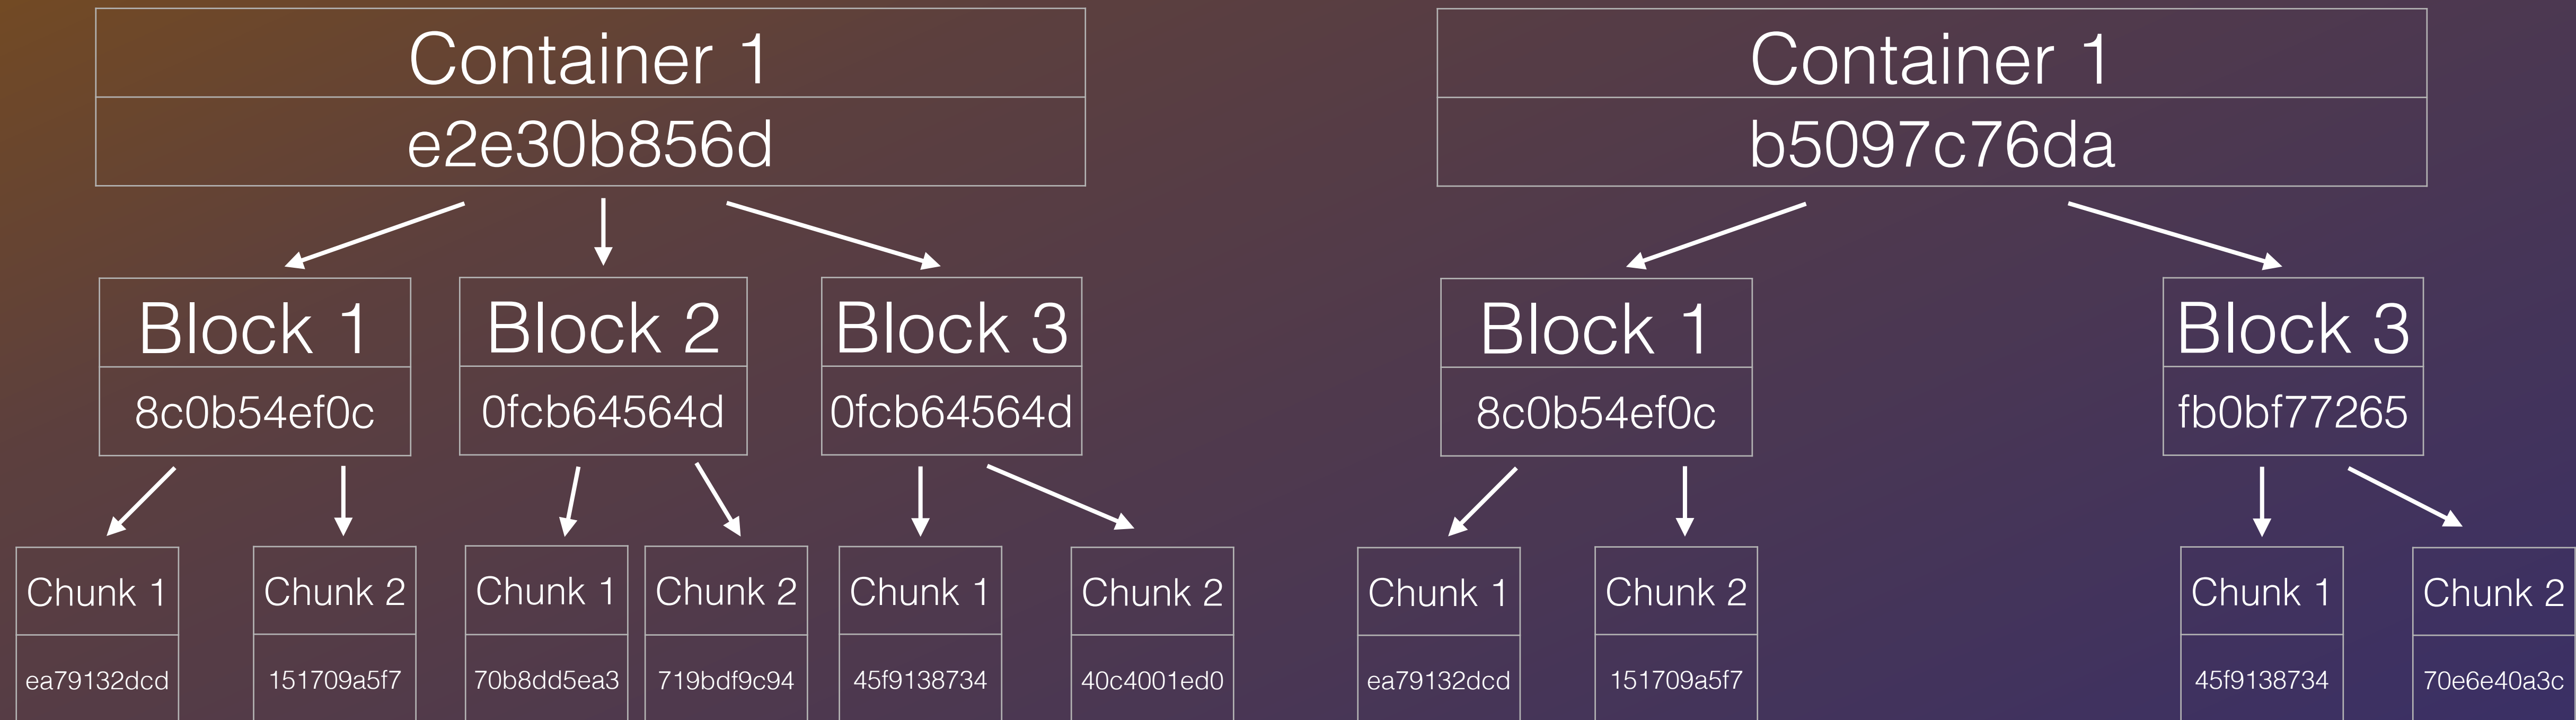 Container 1
e2e30b856d
Block 1
8c0b54ef0c
Block 2
0fcb64564d
Block 3
0fcb64564d
Chunk 1
ea79132dcd
Chunk 2
151709a5f7
Chunk 1
70b8dd5ea3
Chunk 2
719bdf9c94
Chunk 1
45f9138734
Chunk 2
40c4001ed0
Container 1
b5097c76da
Block 1
8c0b54ef0c
Block 3
fb0bf77265
Chunk 1
ea79132dcd
Chunk 2
151709a5f7
Chunk 1
45f9138734
Chunk 2
70e6e40a3c